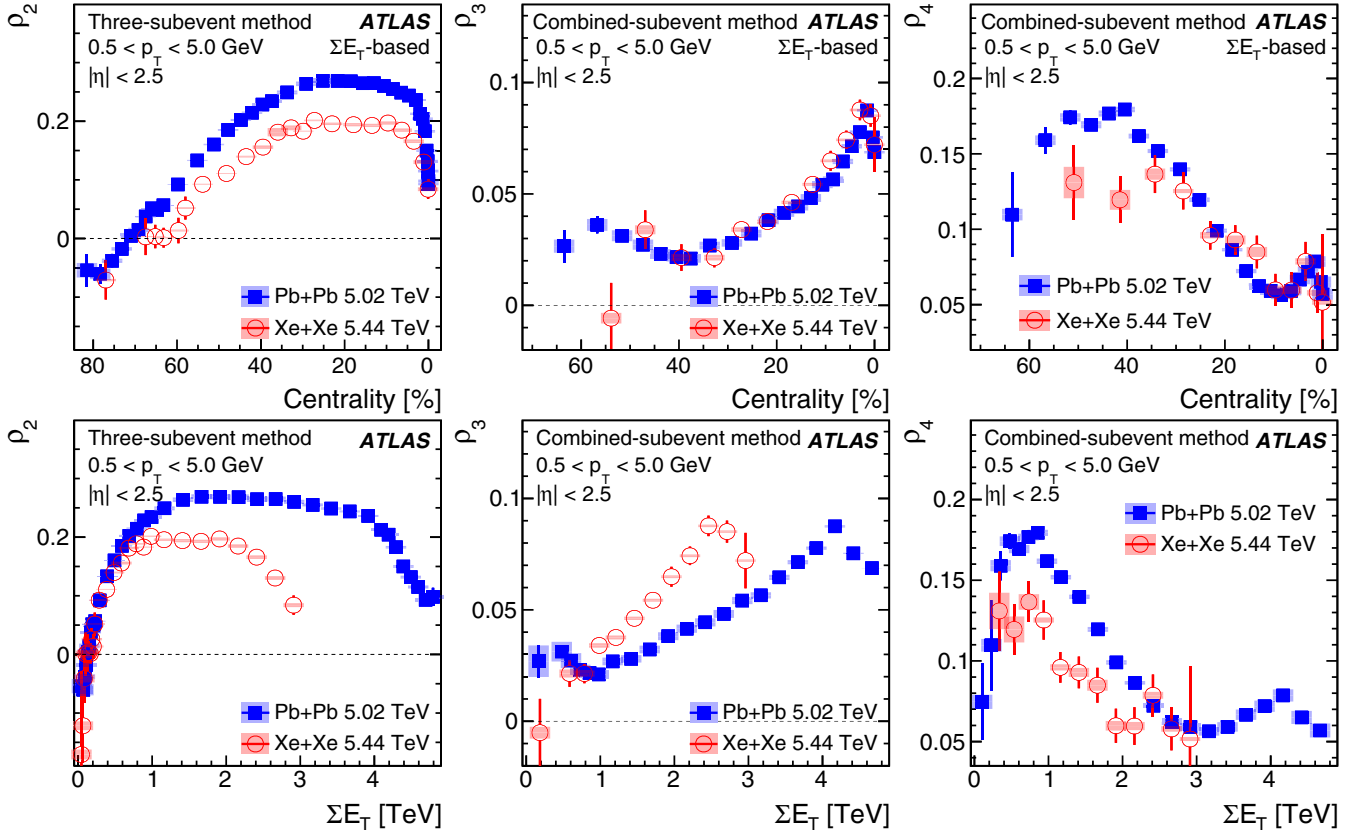 ρ2
Three-subevent method ATLAS
0.5 < pT < 5.0 GeV ΣET-based
|η| < 2.5
0.2
0
Pb+Pb 5.02 TeV
Xe+Xe 5.44 TeV
80 60 40 20 0
Centrality [%]
ρ3
Combined-subevent method ATLAS
0.5 < pT < 5.0 GeV ΣET-based
|η| < 2.5
0.1
0.05
0
Pb+Pb 5.02 TeV
Xe+Xe 5.44 TeV
60 40 20 0
Centrality [%]
ρ4
Combined-subevent method ATLAS
0.5 < pT < 5.0 GeV ΣET-based
|η| < 2.5
0.2
0.15
0.1
0.05
Pb+Pb 5.02 TeV
Xe+Xe 5.44 TeV
60 40 20 0
Centrality [%]
ρ2
Three-subevent method ATLAS
0.5 < pT < 5.0 GeV
|η| < 2.5
0.2
0
Pb+Pb 5.02 TeV
Xe+Xe 5.44 TeV
0 1 2 3 4
ΣET [TeV]
ρ3
Combined-subevent method ATLAS
0.5 < pT < 5.0 GeV
|η| < 2.5
0.1
0.05
0
Pb+Pb 5.02 TeV
Xe+Xe 5.44 TeV
0 1 2 3 4
ΣET [TeV]
ρ4
Combined-subevent method ATLAS
0.5 < pT < 5.0 GeV
|η| < 2.5
Pb+Pb 5.02 TeV
Xe+Xe 5.44 TeV
0.2
0.15
0.1
0.05
0 1 2 3 4
ΣET [TeV]